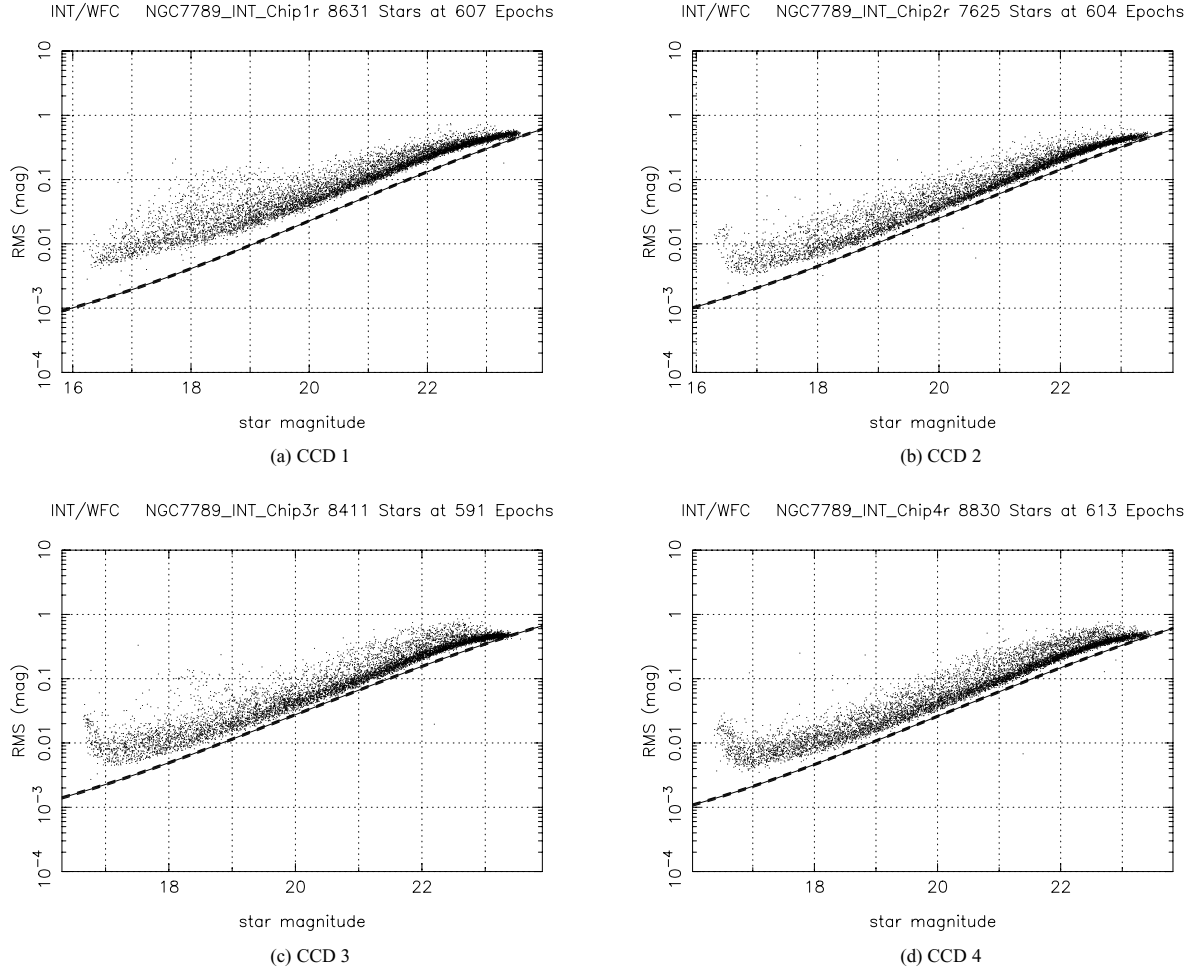 INT/WFC NGC7789_INT_Chip1r 8631 Stars at 607 Epochs
10
1
0.1
0.01
10−3
10−4
RMS (mag)
16 18 20 22
star magnitude
(a) CCD 1
INT/WFC NGC7789_INT_Chip2r 7625 Stars at 604 Epochs
10
1
0.1
0.01
10−3
10−4
RMS (mag)
16 18 20 22
star magnitude
(b) CCD 2
INT/WFC NGC7789_INT_Chip3r 8411 Stars at 591 Epochs
10
1
0.1
0.01
10−3
10−4
RMS (mag)
18 20 22
star magnitude
(c) CCD 3
INT/WFC NGC7789_INT_Chip4r 8830 Stars at 613 Epochs
10
1
0.1
0.01
10−3
10−4
RMS (mag)
18 20 22
star magnitude
(d) CCD 4